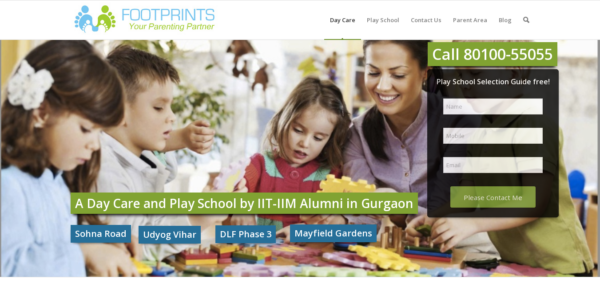 FOOTPRINTS
Your Parenting Partner
Day Care Play School Contact Us Parent Area Blog
Call 80100-55055
Play School Selection Guide free!
Name
Mobile
Email
Please Contact Me
A Day Care and Play School by IIT-IIM Alumni in Gurgaon
Sohna Road Udyog Vihar DLF Phase 3 Mayfield Gardens